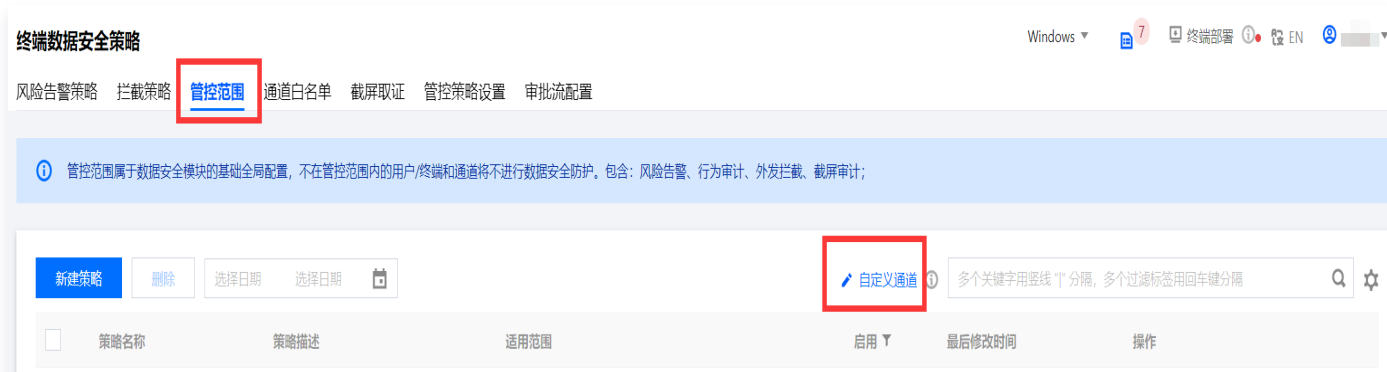 终端数据安全策略
Windows 7 终端部署 EN
风险告警策略 拦截策略 管控范围 通道白名单 截屏取证 管控策略设置 审批流配置
管控范围属于数据安全模块的基础全局配置，不在管控范围内的用户/终端和通道将不进行数据安全防护。包含：风险告警、行为审计、外发拦截、截屏审计；
新建策略 删除 选择日期 选择日期 自定义通道 多个关键字用竖线 "|" 分隔，多个过滤标签用回车键分隔
策略名称 策略描述 适用范围 启用 最后修改时间 操作